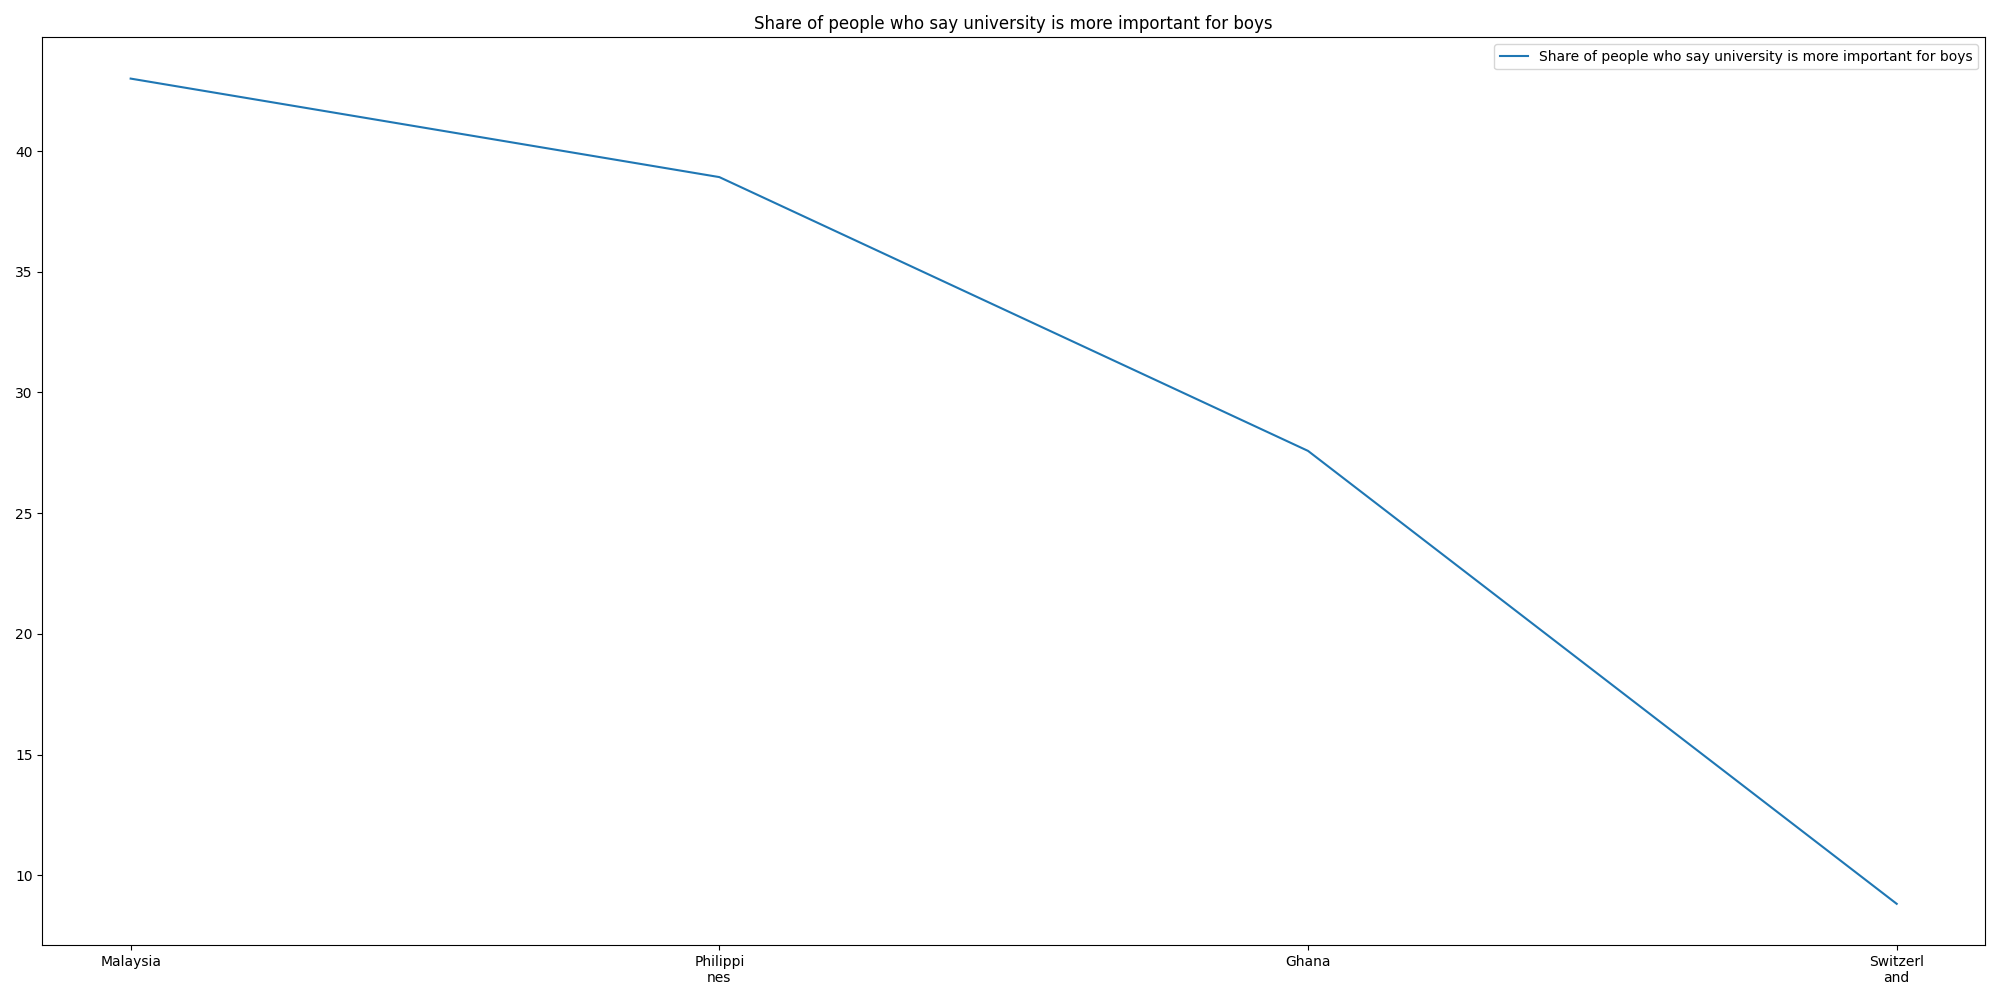 Share of people who say university is more important for boys
Share of people who say university is more important for boys
40
35
30
25
20
15
10
Malaysia
Philippi
nes
Ghana
Switzerl
and